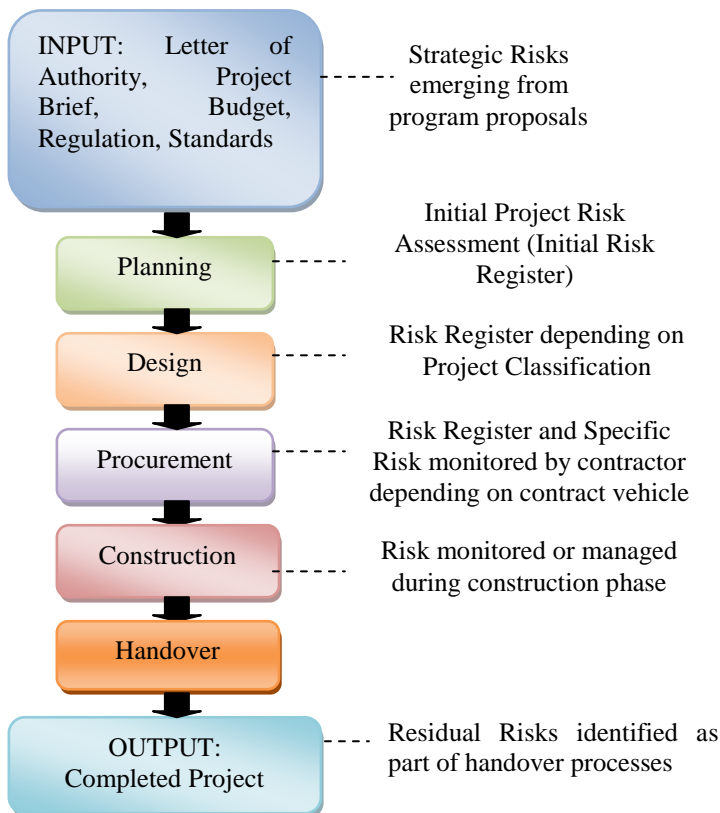 INPUT: Letter of
Authority, Project
Brief, Budget,
Regulation, Standards
Strategic Risks
emerging from
program proposals
Planning
Initial Project Risk
Assessment (Initial Risk
Register)
Design
Risk Register depending on
Project Classification
Procurement
Risk Register and Specific
Risk monitored by contractor
depending on contract vehicle
Construction
Risk monitored or managed
during construction phase
Handover
OUTPUT:
Completed Project
Residual Risks identified as
part of handover processes